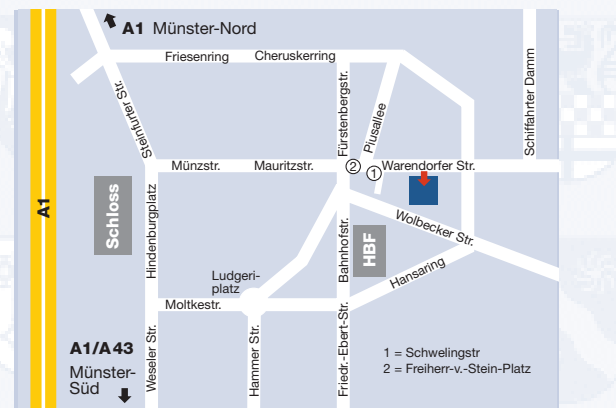 A1 Münster-Nord
Friesenring
Cheruskerring
Steinfurter Str.
Fürstenbergstr.
Piusallee
Schiffahrter Damm
Münzstr.
Mauritzstr.
2
1
Warendorfer Str.
A1
Schloss
Hindenburgplatz
Bahnhofstr.
HBF
Wolbecker Str.
Hansaring
Ludgeri-
platz
Moltkestr.
A1/A43
Münster-
Süd
Weseler Str.
Hammer Str.
Friedr.-Ebert-Str.
1 = Schwelingstr
2 = Freiherr-v.-Stein-Platz